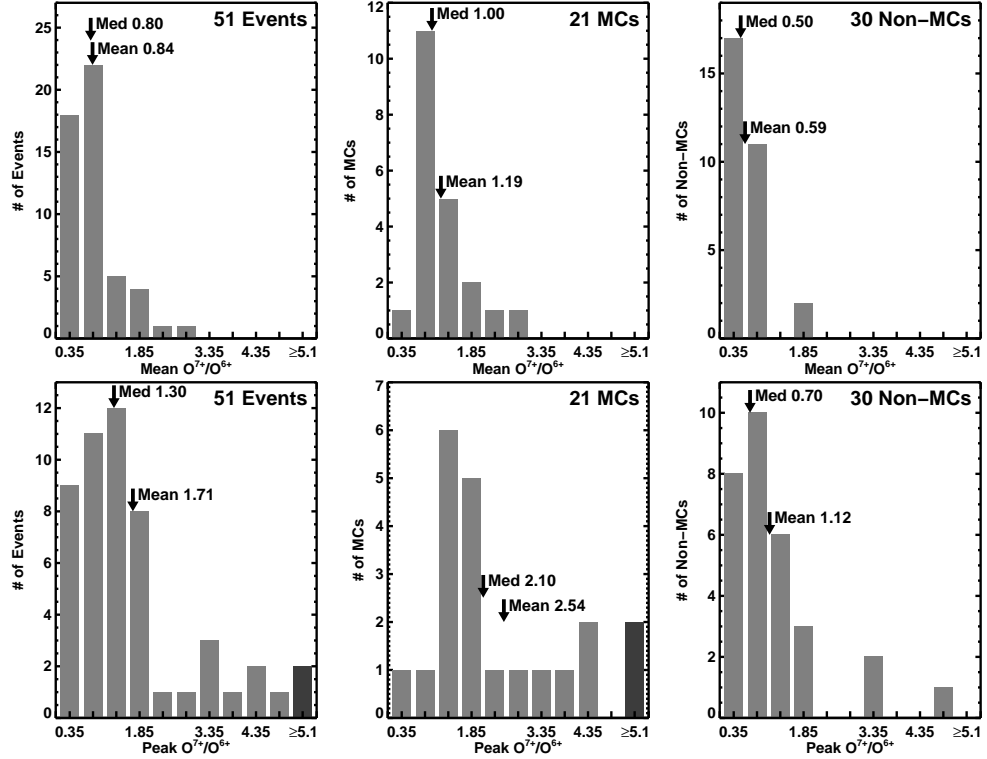 51 Events
Med 0.80
Mean 0.84
25
20
15
10
5
0
# of Events
0.35 1.85 3.35 4.35 ≥5.1
Mean O⁷⁺/O⁶⁺
21 MCs
Med 1.00
Mean 1.19
12
10
8
6
4
2
0
# of MCs
0.35 1.85 3.35 4.35 ≥5.1
Mean O⁷⁺/O⁶⁺
30 Non−MCs
Med 0.50
Mean 0.59
15
10
5
0
# of Non−MCs
0.35 1.85 3.35 4.35 ≥5.1
Mean O⁷⁺/O⁶⁺
51 Events
Med 1.30
Mean 1.71
12
10
8
6
4
2
0
# of Events
0.35 1.85 3.35 4.35 ≥5.1
Peak O⁷⁺/O⁶⁺
21 MCs
Med 2.10
Mean 2.54
7
6
5
4
3
2
1
0
# of MCs
0.35 1.85 3.35 4.35 ≥5.1
Peak O⁷⁺/O⁶⁺
30 Non−MCs
Med 0.70
Mean 1.12
10
8
6
4
2
0
# of Non−MCs
0.35 1.85 3.35 4.35 ≥5.1
Peak O⁷⁺/O⁶⁺